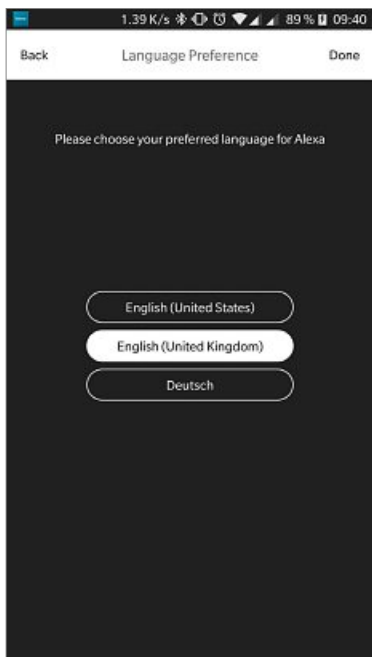 1.39 K/s 89 % 09:40
Back Language Preference Done
Please choose your preferred language for Alexa
English (United States)
English (United Kingdom)
Deutsch